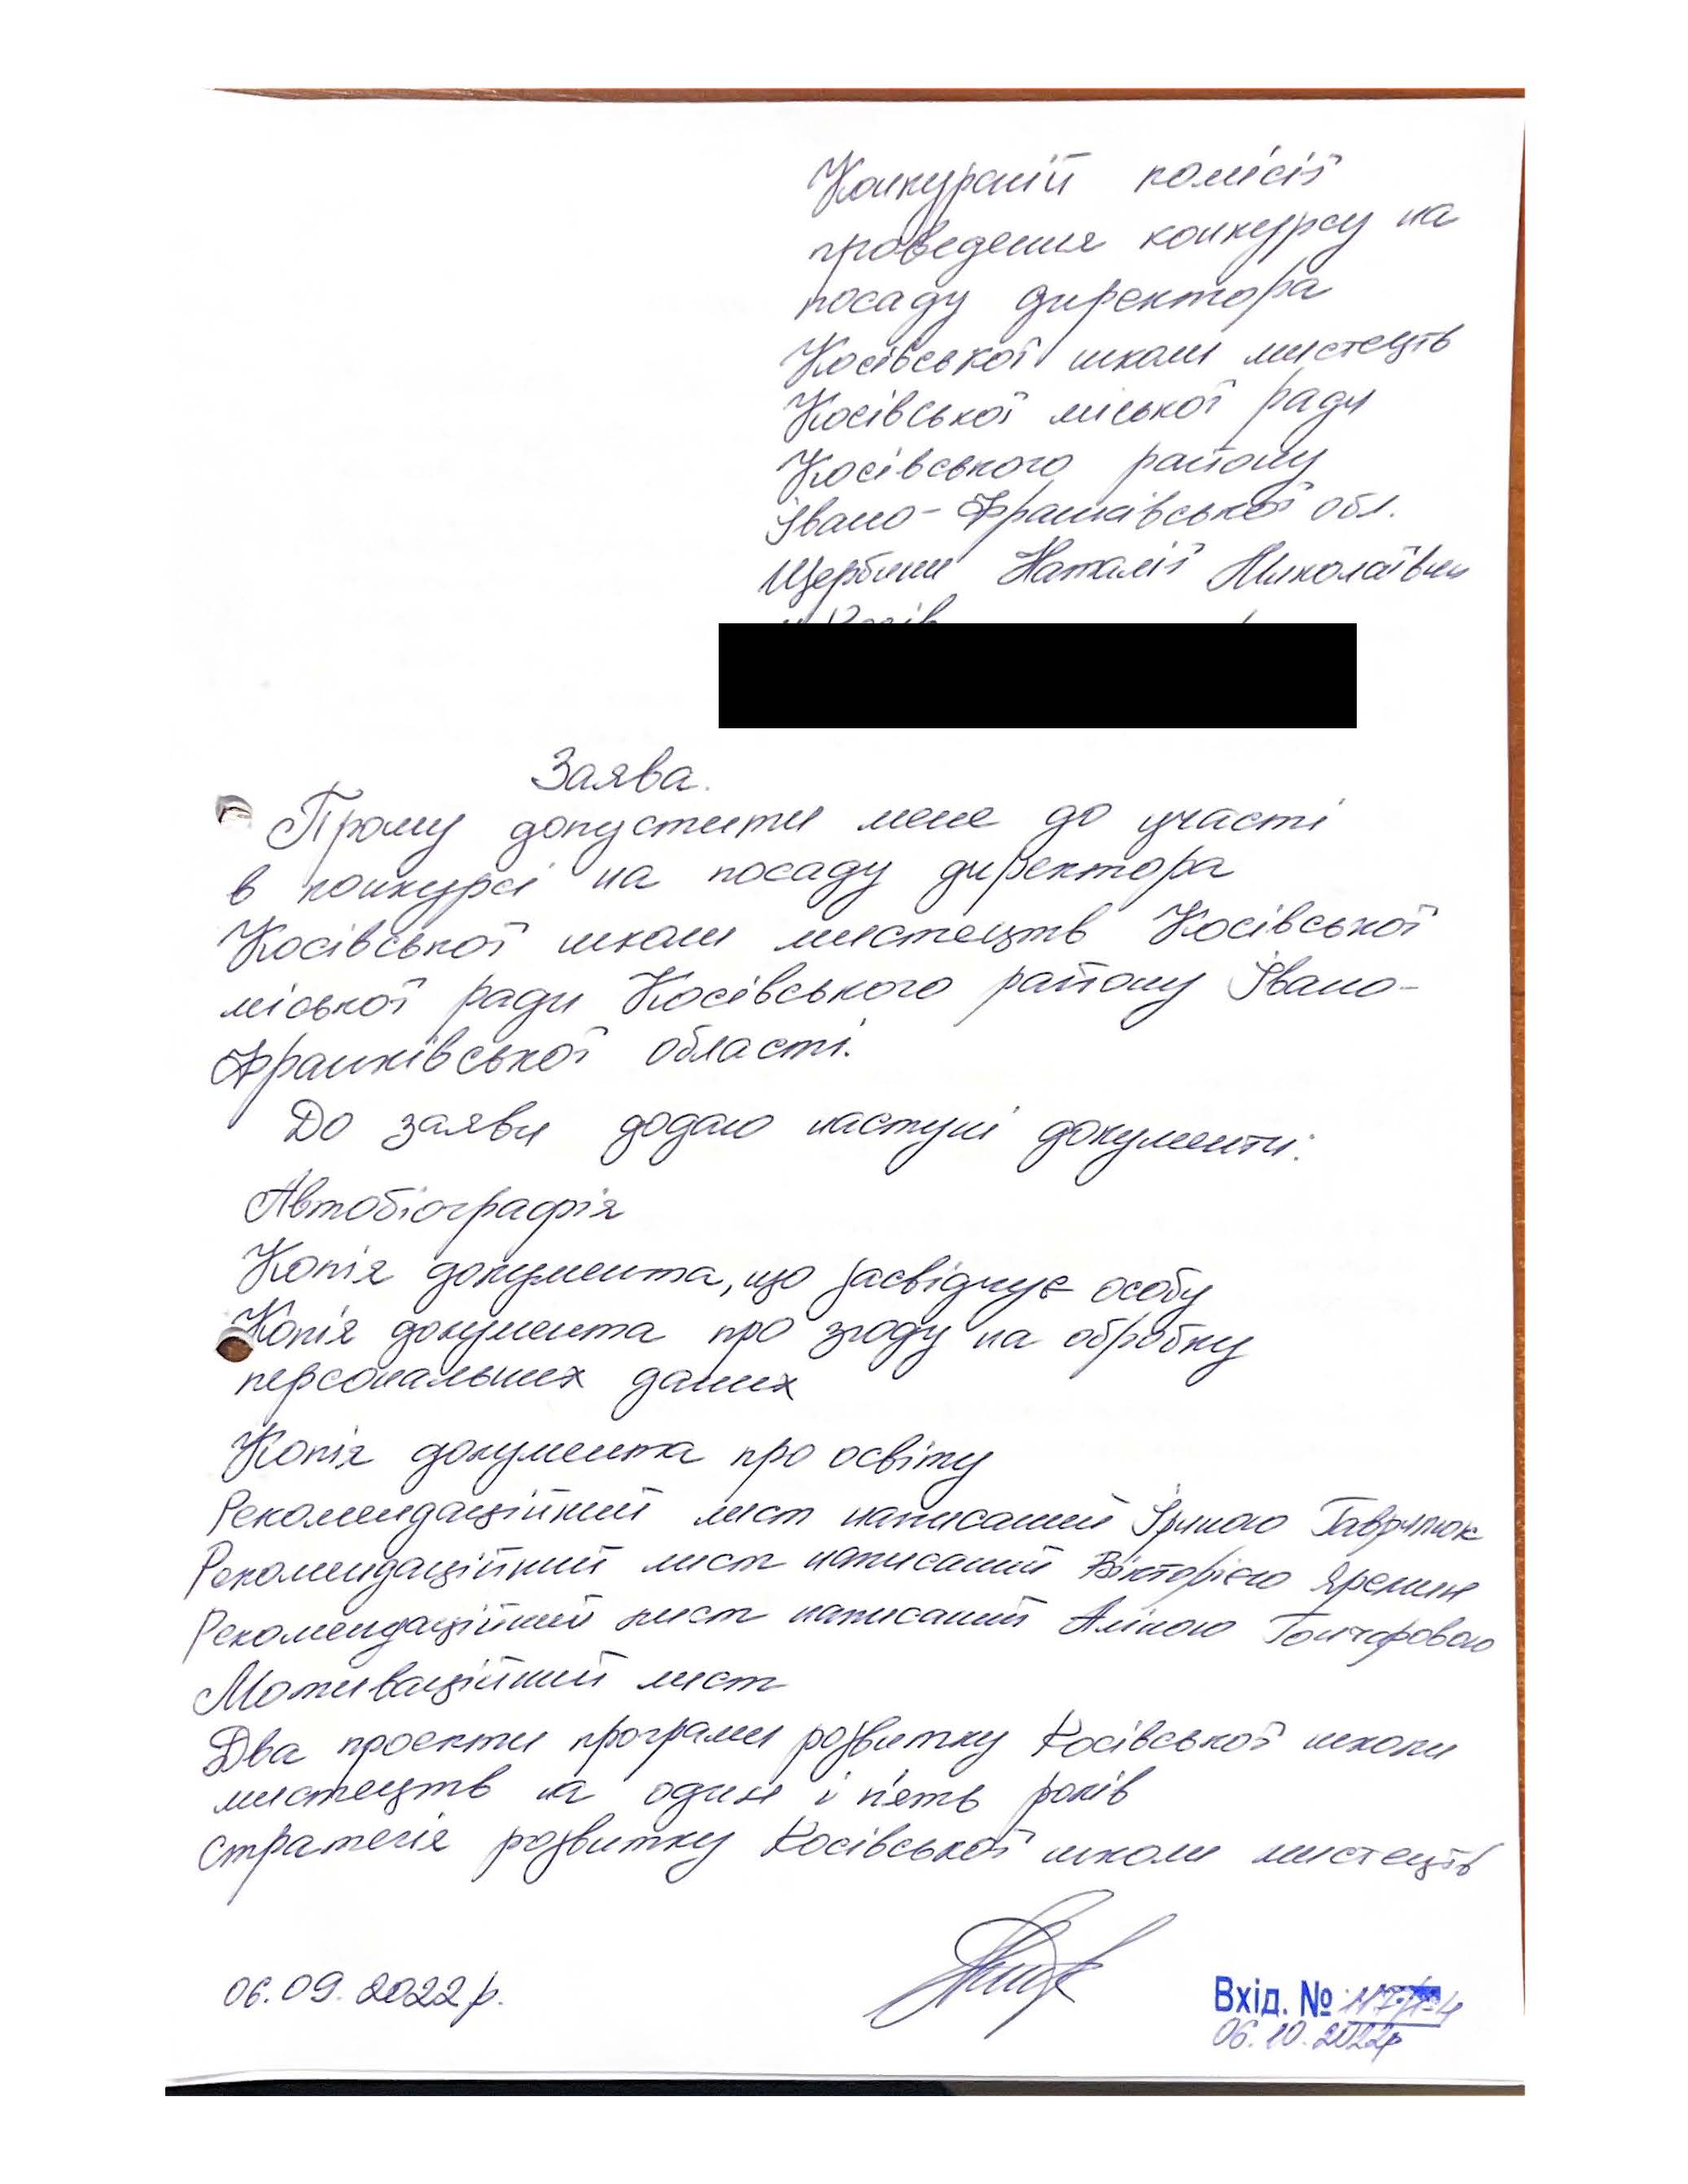 Конкурсній комісії
проведення конкурсу на
посаду директора
Косівської школи мистецтв
Косівської міської ради
Косівського району
Івано-Франківської обл.
Щербини Наталії Миколаївни
Заява.
Прошу допустити мене до участі
в конкурсі на посаду директора
Косівської школи мистецтв Косівської
міської ради Косівського району Івано-
Франківської області.
До заяви додаю наступні документи:
Автобіографія
Копія документа, що засвідчує особу
Копія документа про згоду на обробку
персональних даних
Копія документа про освіту
Рекомендаційний лист написаний Іриною Гаврилюк
Рекомендаційний лист написаний Вікторією
Рекомендаційний лист написаний Аліною Гончаровою
Мотиваційний лист
Два проекти програми розвитку Косівської школи
мистецтв на один і п'ять років
Стратегія розвитку Косівської школи мистецтв
06.09.2022р.
Вхід. №
06.10.2022р